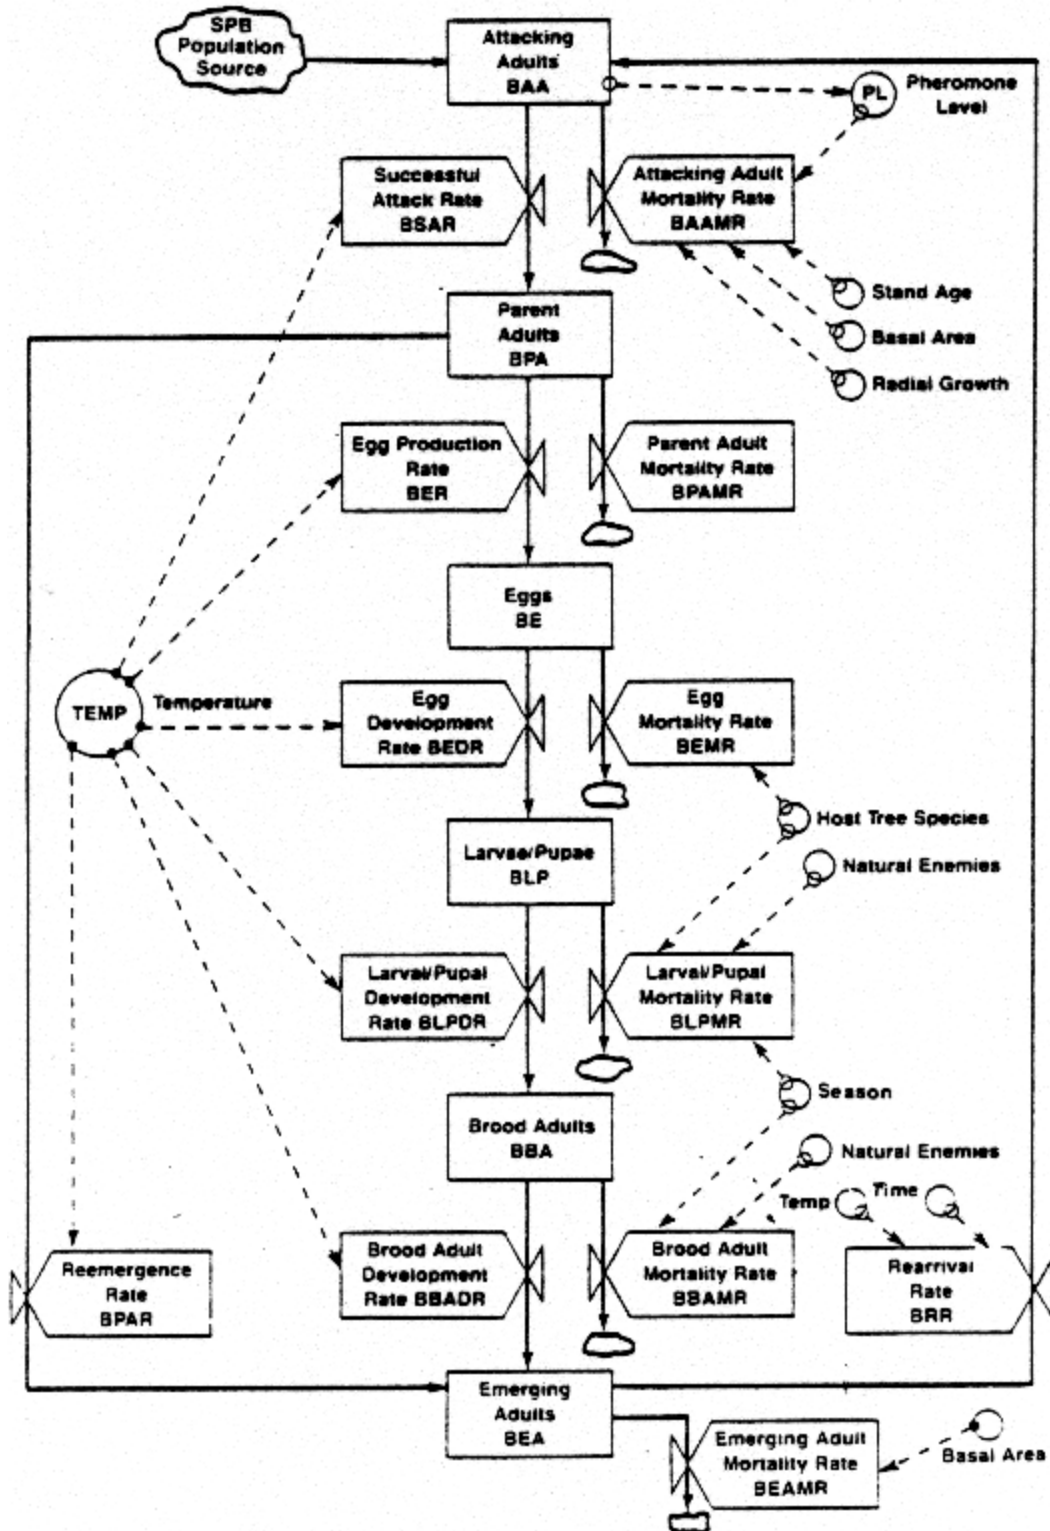 SPB
Population
Source
Attacking
Adults
BAA
PL
Pheromone
Level
Successful
Attack Rate
BSAR
Attacking Adult
Mortality Rate
BAAMR
Stand Age
Basal Area
Radial Growth
Parent
Adults
BPA
Egg Production
Rate
BER
Parent Adult
Mortality Rate
BPAMR
Eggs
BE
TEMP
Temperature
Egg
Development
Rate BEDR
Egg
Mortality Rate
BEMR
Host Tree Species
Natural Enemies
Larvae/Pupae
BLP
Larval/Pupal
Development
Rate BLPDR
Larval/Pupal
Mortality Rate
BLPMR
Season
Brood Adults
BBA
Natural Enemies
Temp
Time
Reemergence
Rate
BPAR
Brood Adult
Development
Rate BBADR
Brood Adult
Mortality Rate
BBAMR
Rearrival
Rate
BRR
Emerging
Adults
BEA
Emerging Adult
Mortality Rate
BEAMR
Basal Area